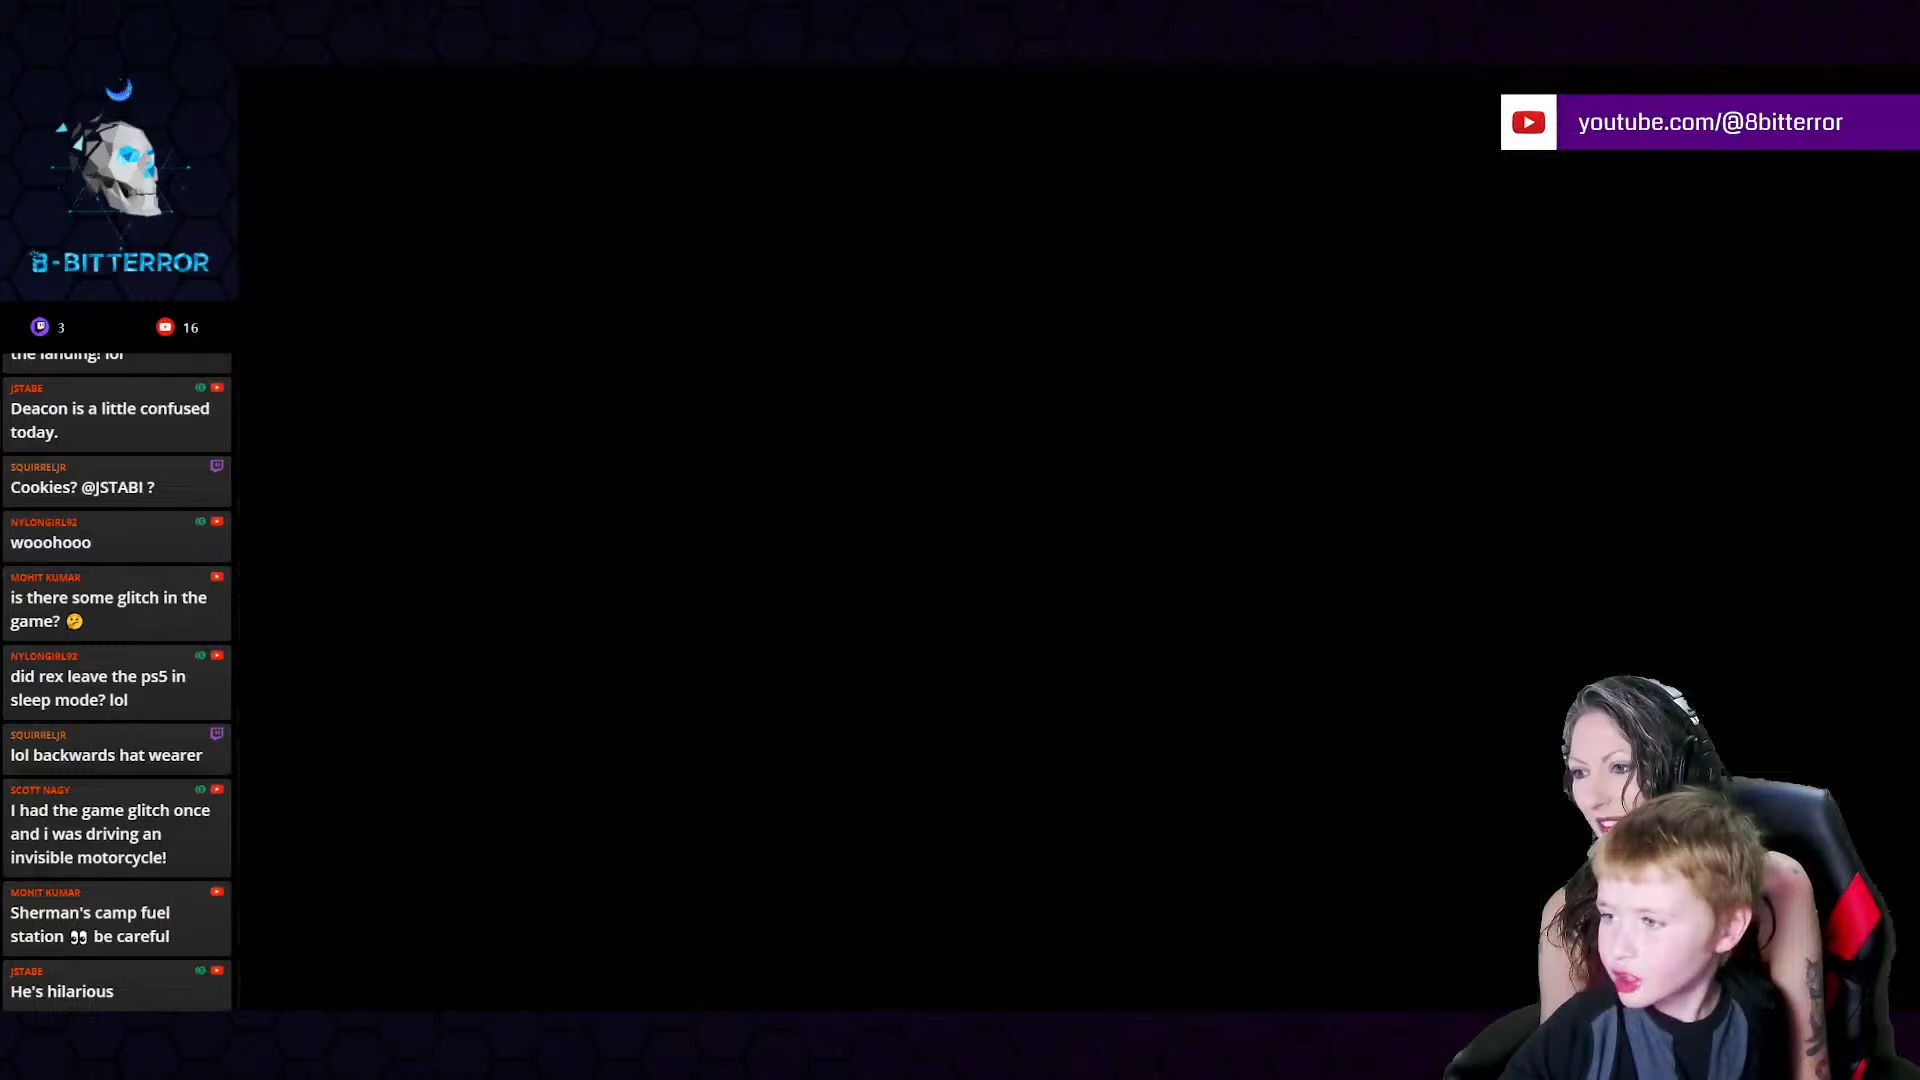 youtube.com/@8bitterror
8-BITTERROR
3
16
the landing! lol
JSTABE
Deacon is a little confused
today.
SQUIRRELJR
Cookies? @JSTABI ?
NYLONGIRL92
wooohooo
MOHIT KUMAR
is there some glitch in the
game? 🤔
NYLONGIRL92
did rex leave the ps5 in
sleep mode? lol
SQUIRRELJR
lol backwards hat wearer
SCOTT NAGY
I had the game glitch once
and i was driving an
invisible motorcycle!
MOHIT KUMAR
Sherman's camp fuel
station 👀 be careful
JSTABE
He's hilarious